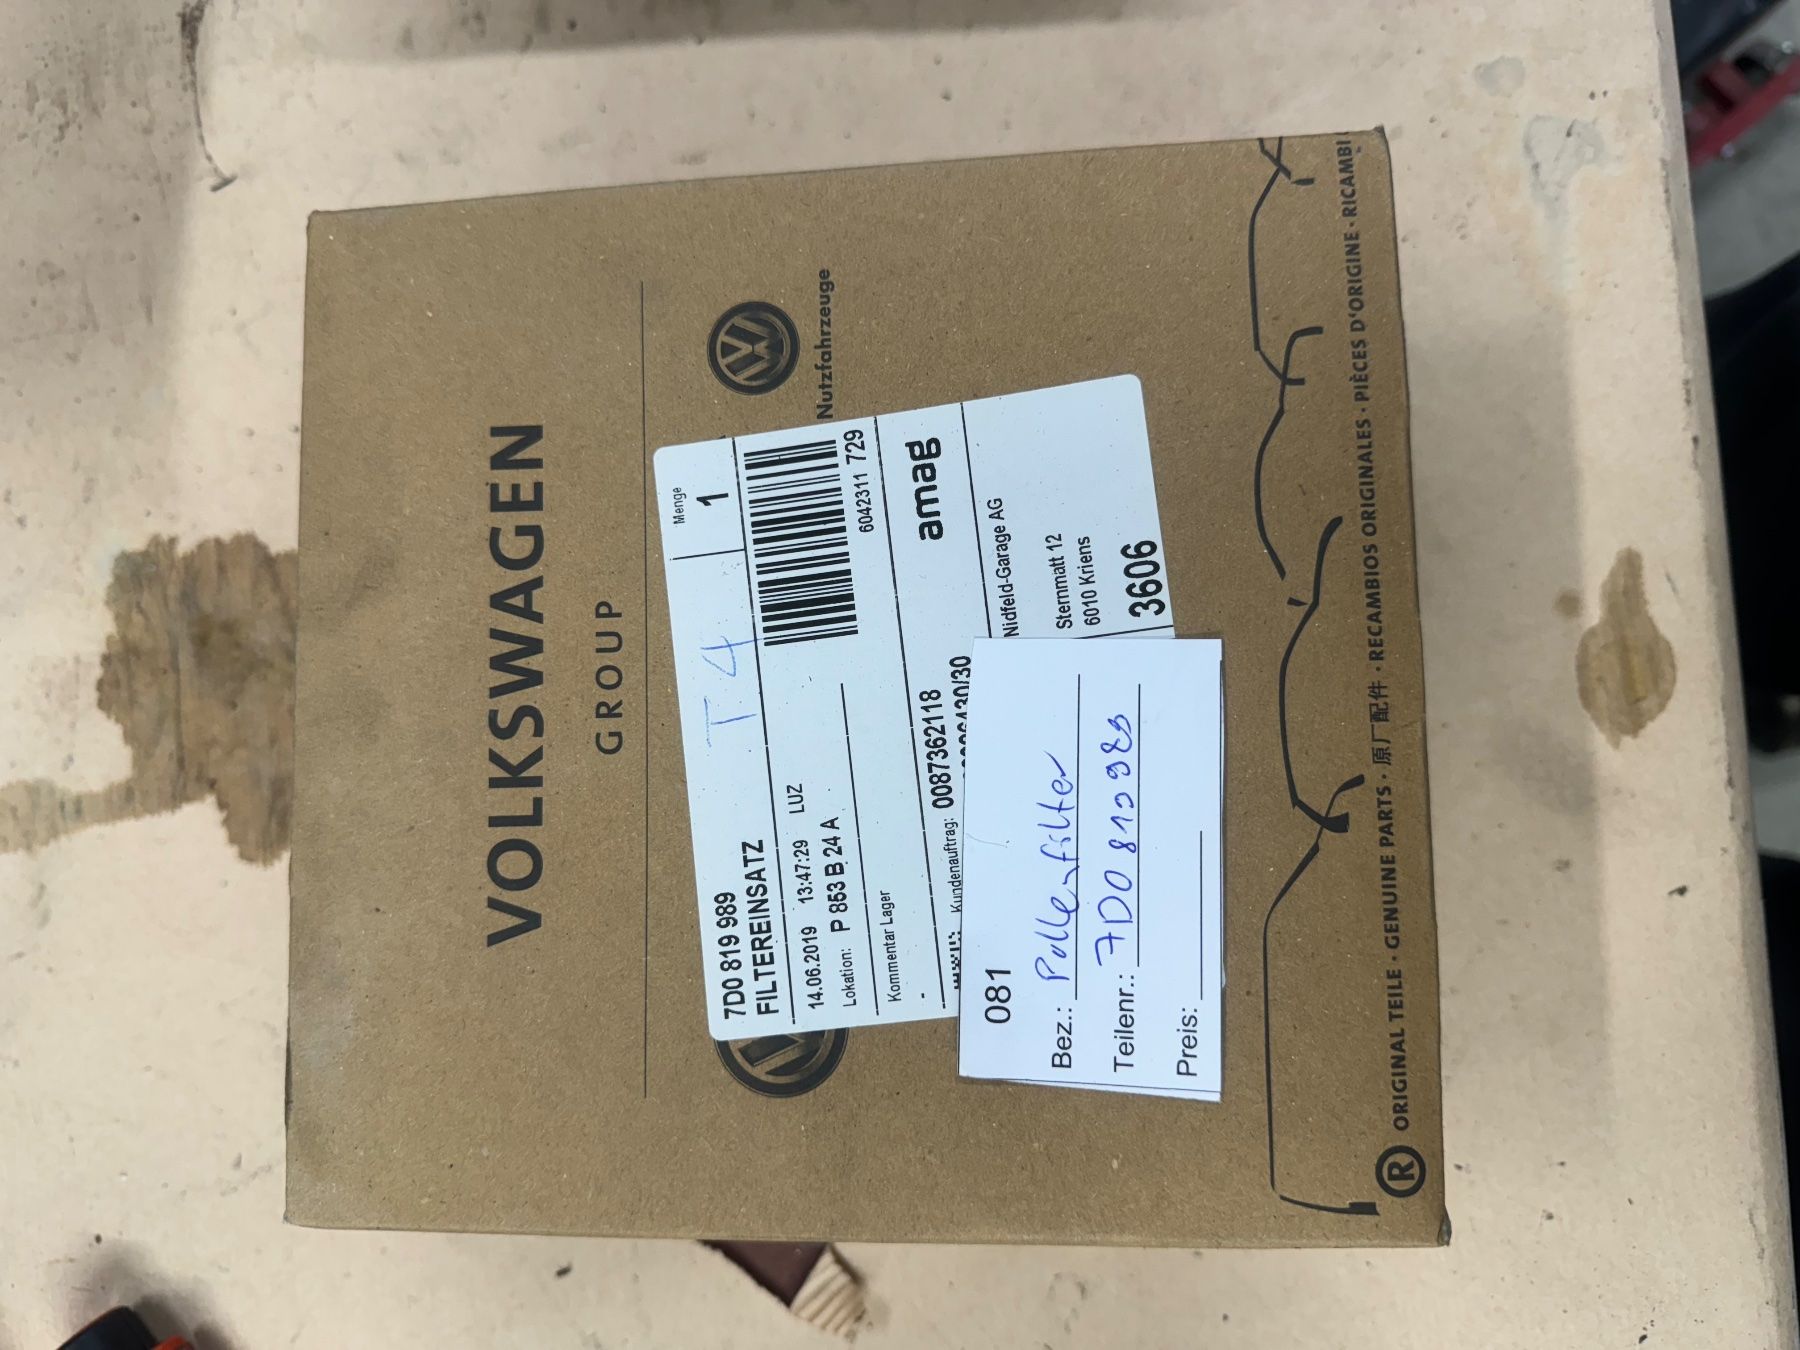 VOLKSWAGEN
GROUP
Nutzfahrzeuge
7D0 819 989
FILTEREINSATZ
Menge
1
T4
14.06.2019 13:47:29 LUZ
Lokation: P 853 B 24 A
6042311 729
Kommentar Lager
-
amag
Kundenauftrag: 0087362118
430/30
Nidfeld-Garage AG
Sternmatt 12
6010 Kriens
3606
081
Bez.: Pollenfilter
Teilenr.: 7D0 819 989
Preis:
® ORIGINAL TEILE · GENUINE PARTS · 原厂配件 · RECAMBIOS ORIGINALES · PIÈCES D'ORIGINE · RICAMBI